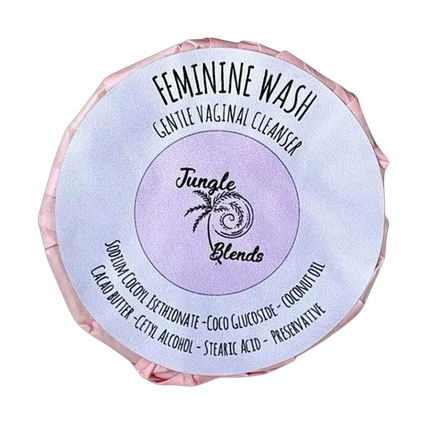 FEMININE WASH
GENTLE VAGINAL CLEANSER
Jungle
Blends
SODIUM COCOYL ISETHIONATE - COCO GLUCOSIDE - COCONUT OIL
CACAO BUTTER - CETYL ALCOHOL - STEARIC ACID - PRESERVATIVE